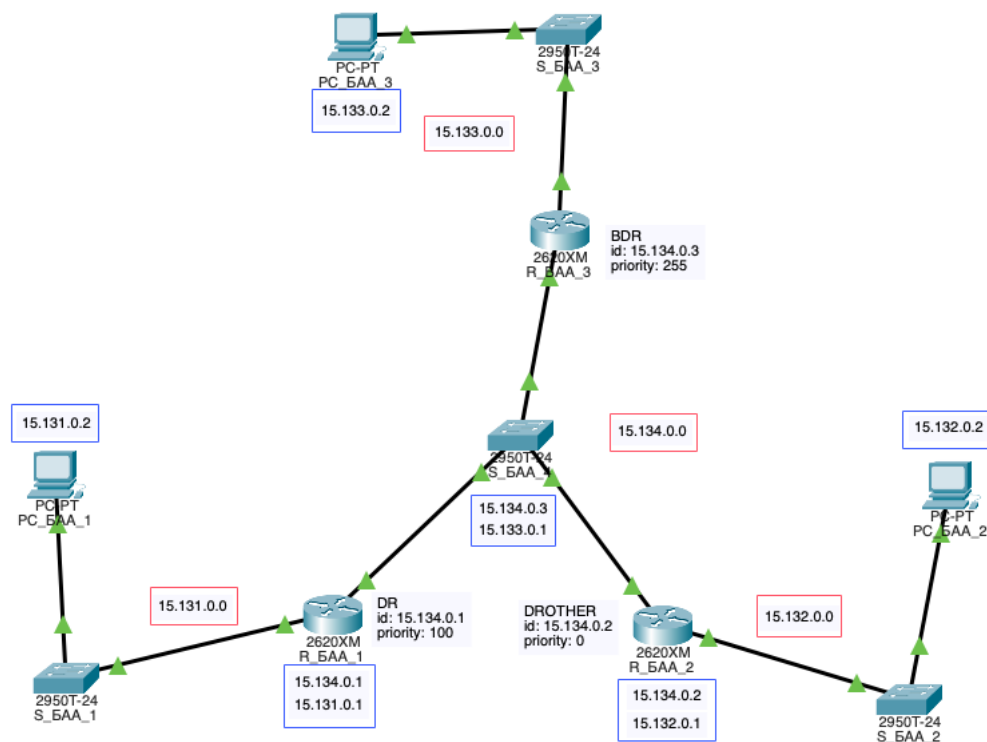 2950T-24
S_БАА_3
PC-PT
PC_БАА_3
15.133.0.2
15.133.0.0
BDR
id: 15.134.0.3
priority: 255
2620XM
R_БАА_3
15.131.0.2
15.134.0.0
15.132.0.2
2950T-24
S_БАА_4
PC-PT
PC_БАА_1
PC-PT
PC_БАА_2
15.134.0.3
15.133.0.1
15.131.0.0
DR
id: 15.134.0.1
priority: 100
DROTHER
id: 15.134.0.2
priority: 0
15.132.0.0
2620XM
R_БАА_1
2620XM
R_БАА_2
15.134.0.1
15.131.0.1
15.134.0.2
15.132.0.1
2950T-24
S_БАА_1
2950T-24
S_БАА_2